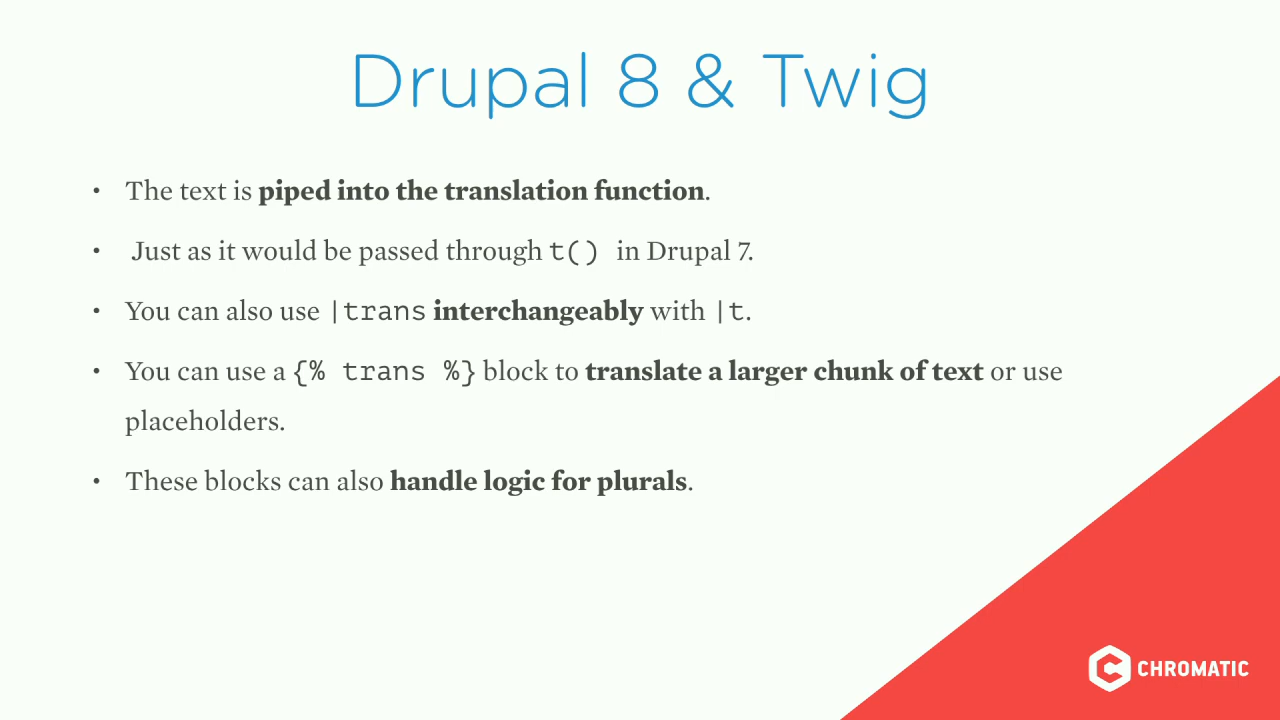 Drupal 8 & Twig
• The text is piped into the translation function.
• Just as it would be passed through t() in Drupal 7.
• You can also use |trans interchangeably with |t.
• You can use a {% trans %} block to translate a larger chunk of text or use
placeholders.
• These blocks can also handle logic for plurals.
CHROMATIC